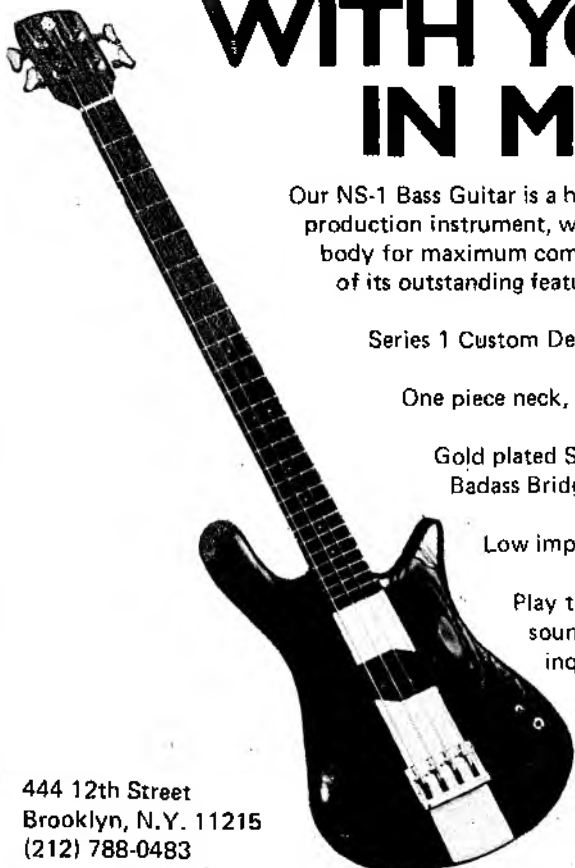 WITH YO
IN M
Our NS-1 Bass Guitar is a h
production instrument, w
body for maximum com
of its outstanding featu
Series 1 Custom De
One piece neck,
Gold plated S
Badass Bridg
Low imp
Play t
soun
inq
444 12th Street
Brooklyn, N.Y. 11215
(212) 788-0483